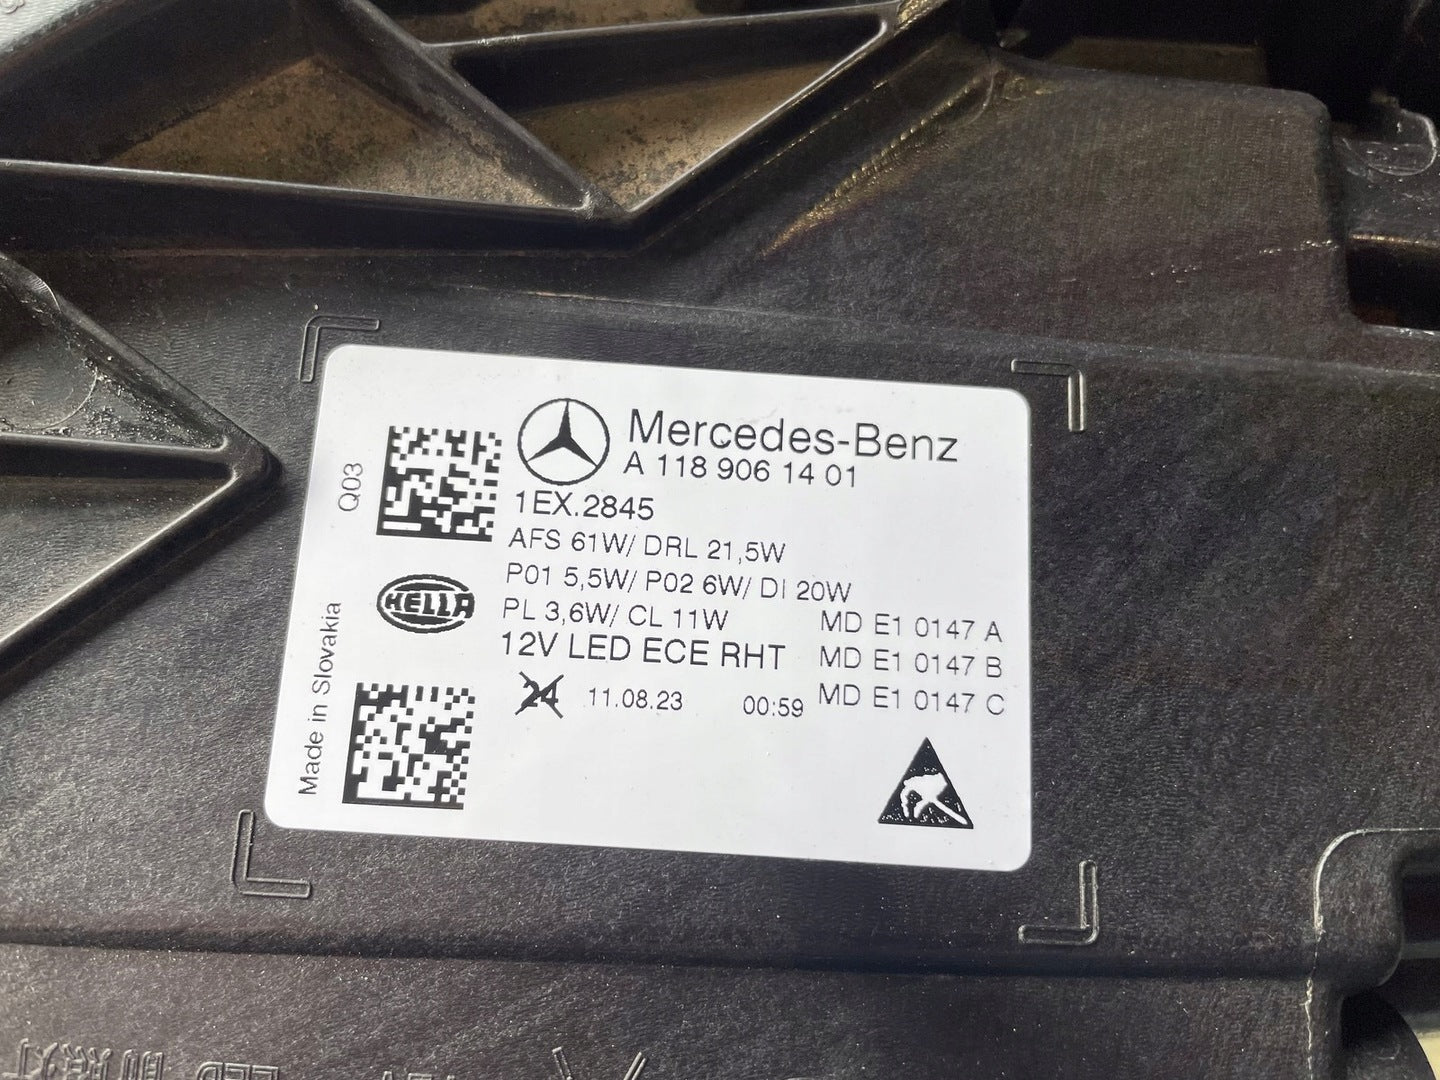 Mercedes-Benz
A 118 906 14 01
1EX.2845
AFS 61W/ DRL 21,5W
P01 5,5W/ P02 6W/ DI 20W
PL 3,6W/ CL 11W
12V LED ECE RHT
MD E1 0147 A
MD E1 0147 B
MD E1 0147 C
24 11.08.23 00:59
Q03
HELLA
Made in Slovakia